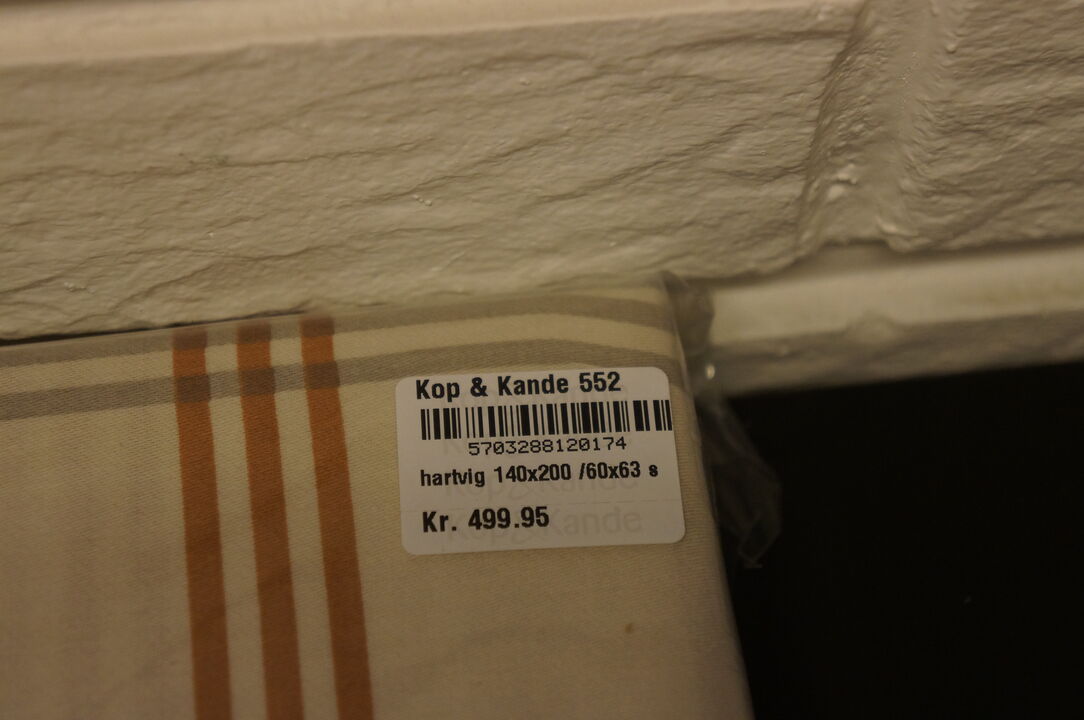 Kop & Kande 552
5703288120174
hartvig 140x200 /60x63 s
Kr. 499.95